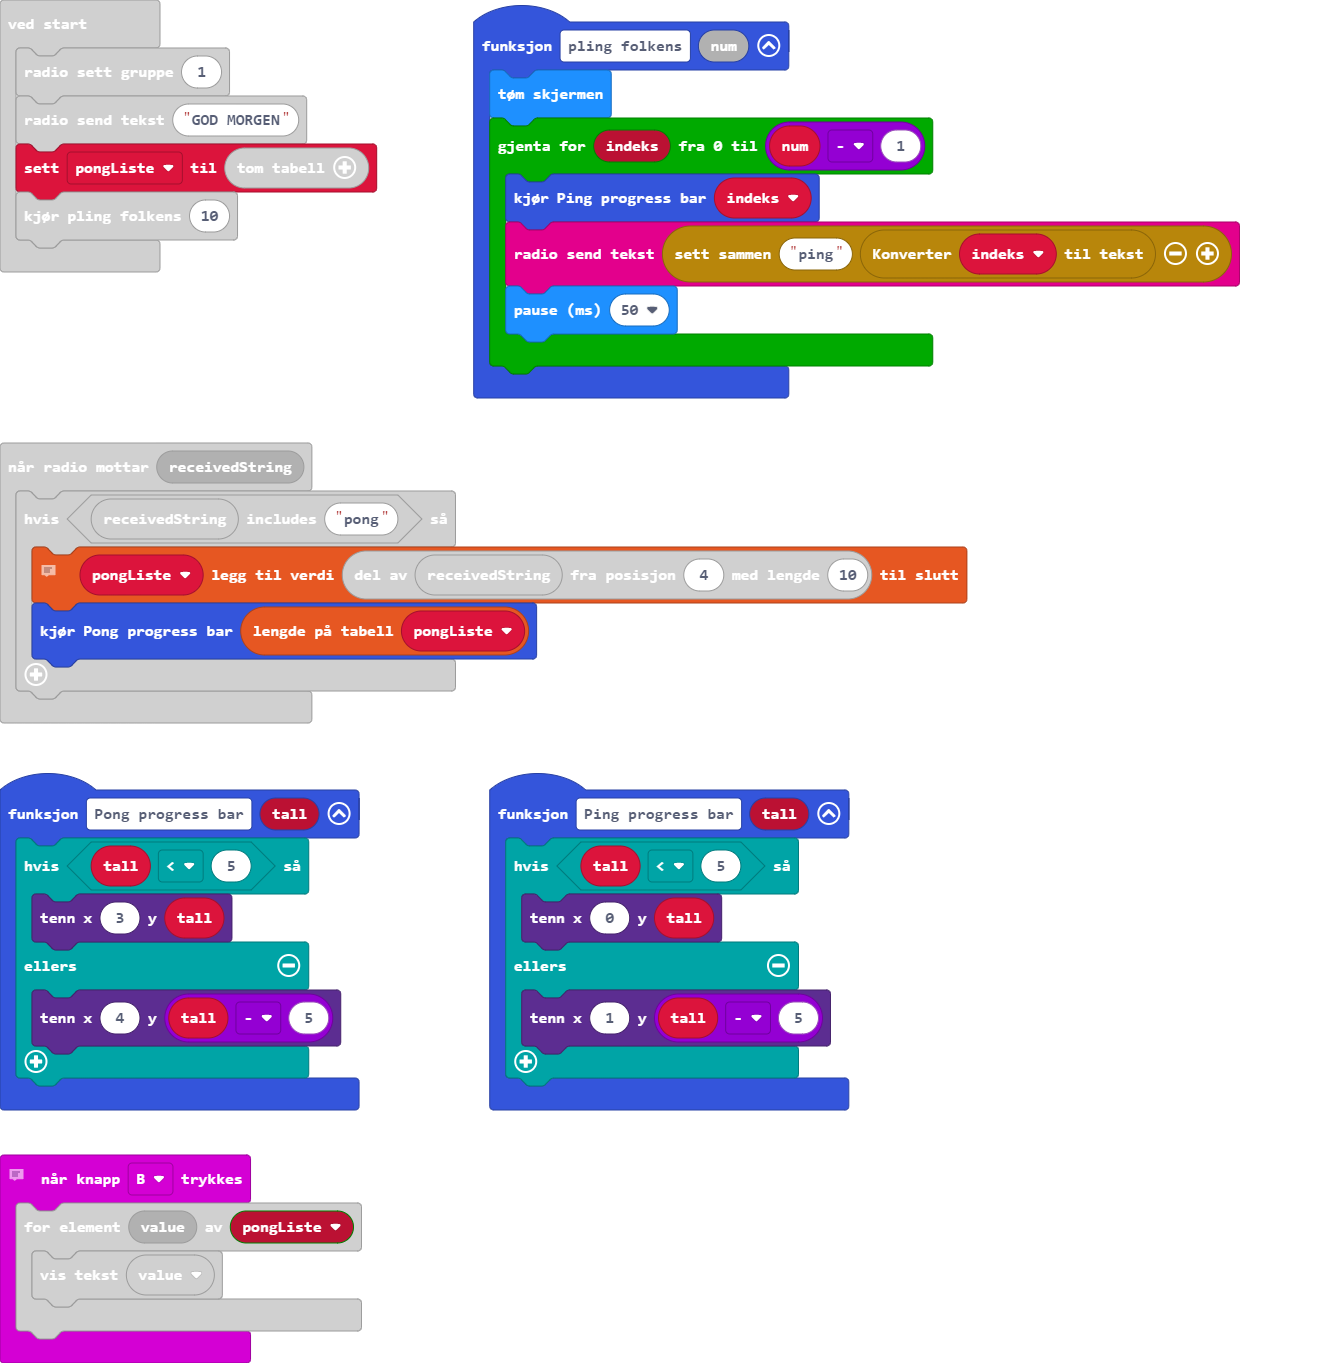 ved start
radio sett gruppe 1
radio send tekst "GOD MORGEN"
sett pongListe til tom tabell
kjør pling folkens 10
funksjon pling folkens num
tøm skjermen
gjenta for indeks fra 0 til num - 1
kjør Ping progress bar indeks
radio send tekst sett sammen "ping" Konverter indeks til tekst
pause (ms) 50
når radio mottar receivedString
hvis receivedString includes "pong" så
pongListe legg til verdi del av receivedString fra posisjon 4 med lengde 10 til slutt
kjør Pong progress bar lengde på tabell pongListe
funksjon Pong progress bar tall
hvis tall < 5 så
tenn x 3 y tall
ellers
tenn x 4 y tall - 5
funksjon Ping progress bar tall
hvis tall < 5 så
tenn x 0 y tall
ellers
tenn x 1 y tall - 5
når knapp B trykkes
for element value av pongListe
vis tekst value